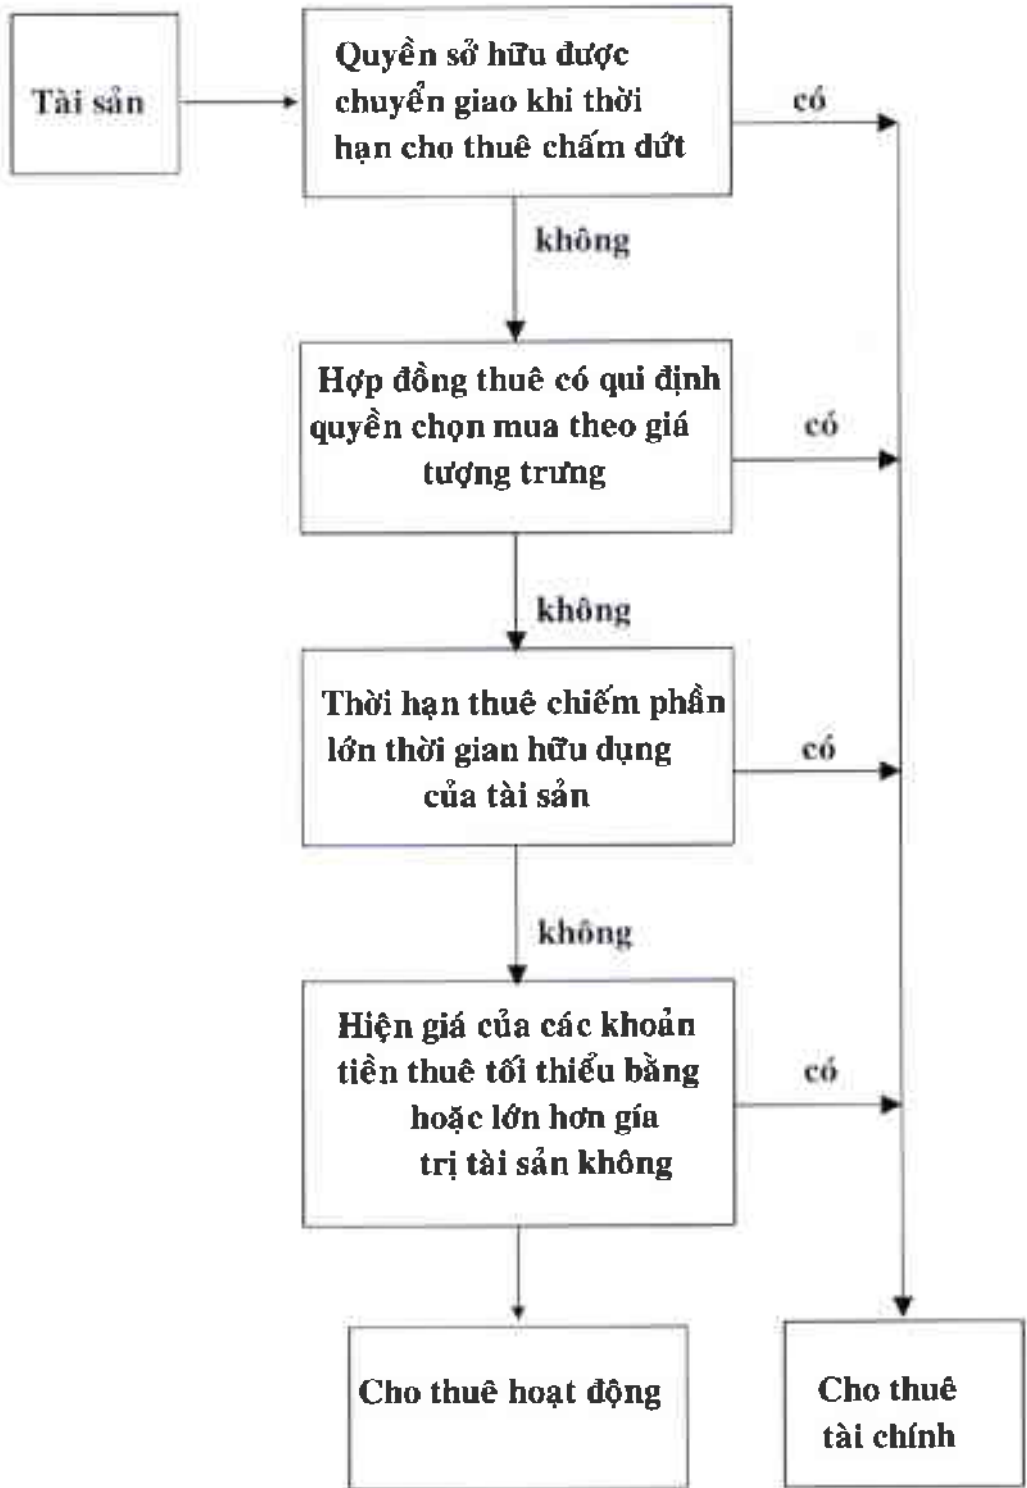 Tài sản
Quyền sở hữu được
chuyển giao khi thời
hạn cho thuê chấm dứt
có
không
Hợp đồng thuê có qui định
quyền chọn mua theo giá
tượng trưng
có
không
Thời hạn thuê chiếm phần
lớn thời gian hữu dụng
của tài sản
có
không
Hiện giá của các khoản
tiền thuê tối thiểu bằng
hoặc lớn hơn gía
trị tài sản không
có
Cho thuê hoạt động
Cho thuê
tài chính